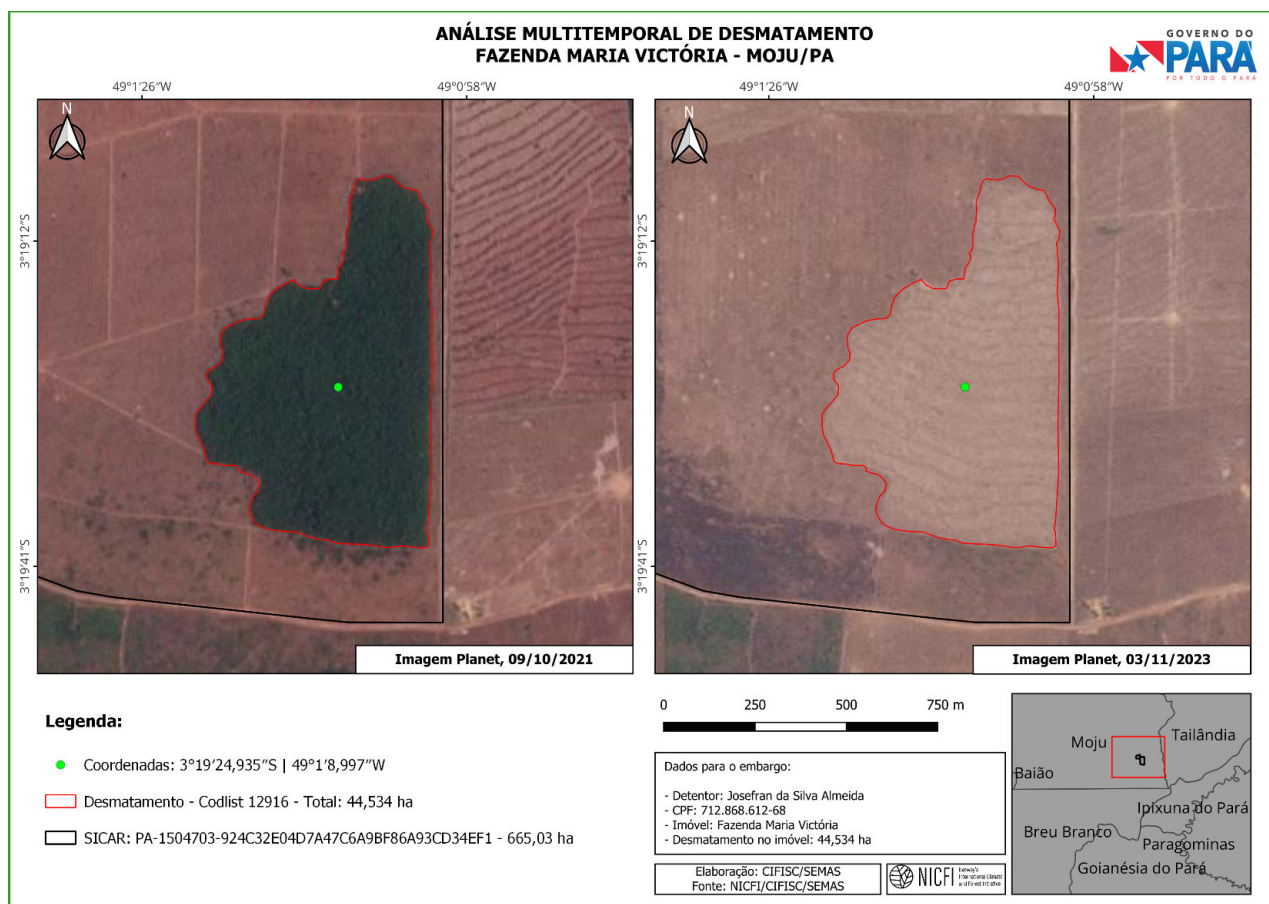 ANÁLISE MULTITEMPORAL DE DESMATAMENTO
FAZENDA MARIA VICTÓRIA - MOJU/PA
GOVERNO DO
PARÁ
POR TODO O PARÁ
49°1'26"W
49°0'58"W
49°1'26"W
49°0'58"W
N
N
3°19'12"S
3°19'41"S
3°19'12"S
3°19'41"S
Imagem Planet, 09/10/2021
Imagem Planet, 03/11/2023
Legenda:
Coordenadas: 3°19'24,935"S | 49°1'8,997"W
Desmatamento - Codlist 12916 - Total: 44,534 ha
SICAR: PA-1504703-924C32E04D7A47C6A9BF86A93CD34EF1 - 665,03 ha
0 250 500 750 m
Dados para o embargo:
- Detentor: Josefran da Silva Almeida
- CPF: 712.868.612-68
- Imóvel: Fazenda Maria Victória
- Desmatamento no imóvel: 44,534 ha
Elaboração: CIFISC/SEMAS
Fonte: NICFI/CIFISC/SEMAS
NICFI
Norway's
International Climate
and Forest Initiative
Moju
Tailândia
Baião
Ipixuna do Pará
Breu Branco
Paragominas
Goianésia do Pará